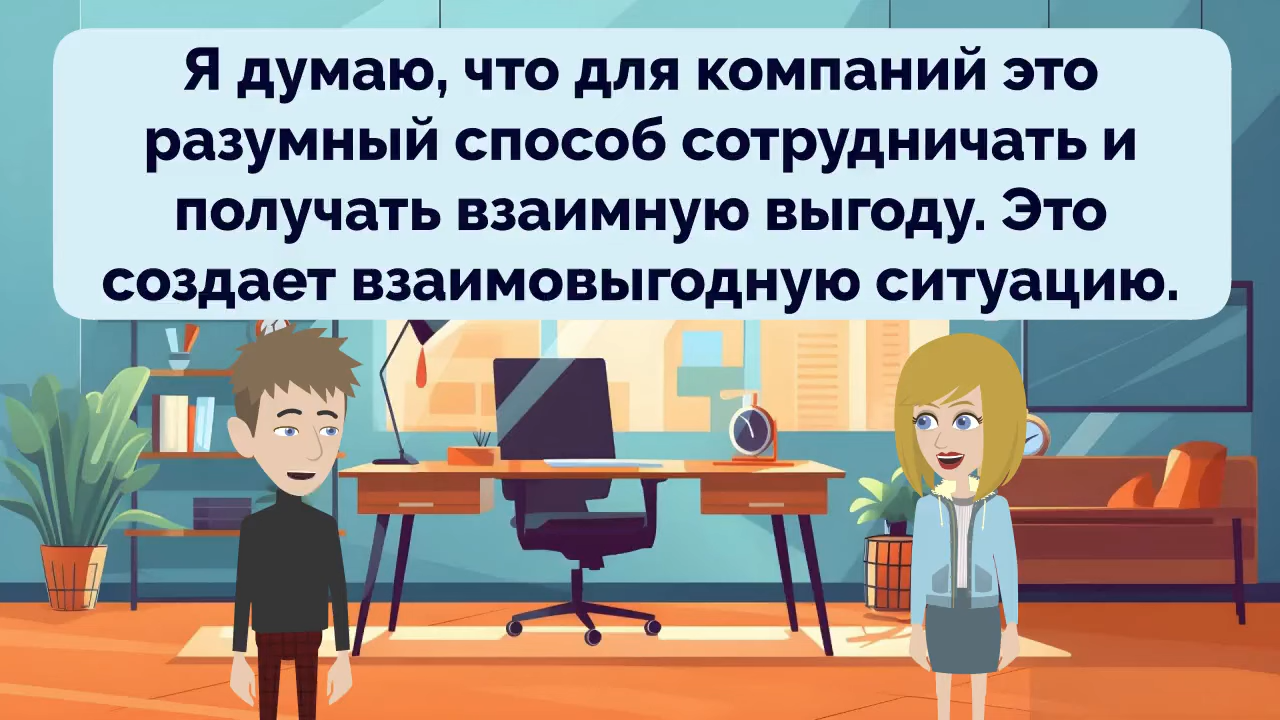 Я думаю, что для компаний это
разумный способ сотрудничать и
получать взаимную выгоду. Это
создает взаимовыгодную ситуацию.